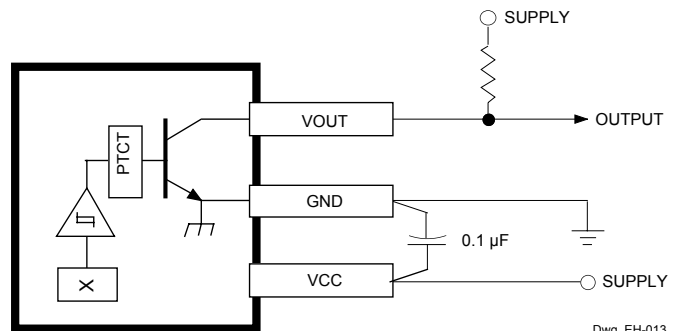 SUPPLY
VOUT
OUTPUT
PTCT
GND
0.1 µF
X
VCC
SUPPLY
Dwg. EH-013